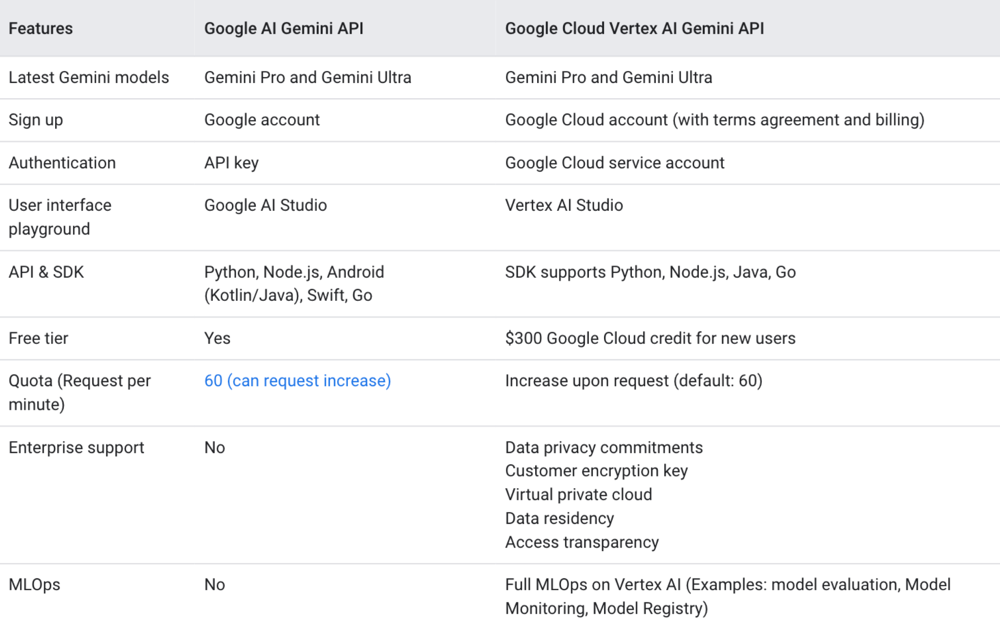 Features Google AI Gemini API Google Cloud Vertex AI Gemini API
Latest Gemini models Gemini Pro and Gemini Ultra Gemini Pro and Gemini Ultra
Sign up Google account Google Cloud account (with terms agreement and billing)
Authentication API key Google Cloud service account
User interface Google AI Studio Vertex AI Studio
playground
API & SDK Python, Node.js, Android SDK supports Python, Node.js, Java, Go
(Kotlin/Java), Swift, Go
Free tier Yes $300 Google Cloud credit for new users
Quota (Request per 60 (can request increase) Increase upon request (default: 60)
minute)
Enterprise support No Data privacy commitments
Customer encryption key
Virtual private cloud
Data residency
Access transparency
MLOps No Full MLOps on Vertex AI (Examples: model evaluation, Model
Monitoring, Model Registry)